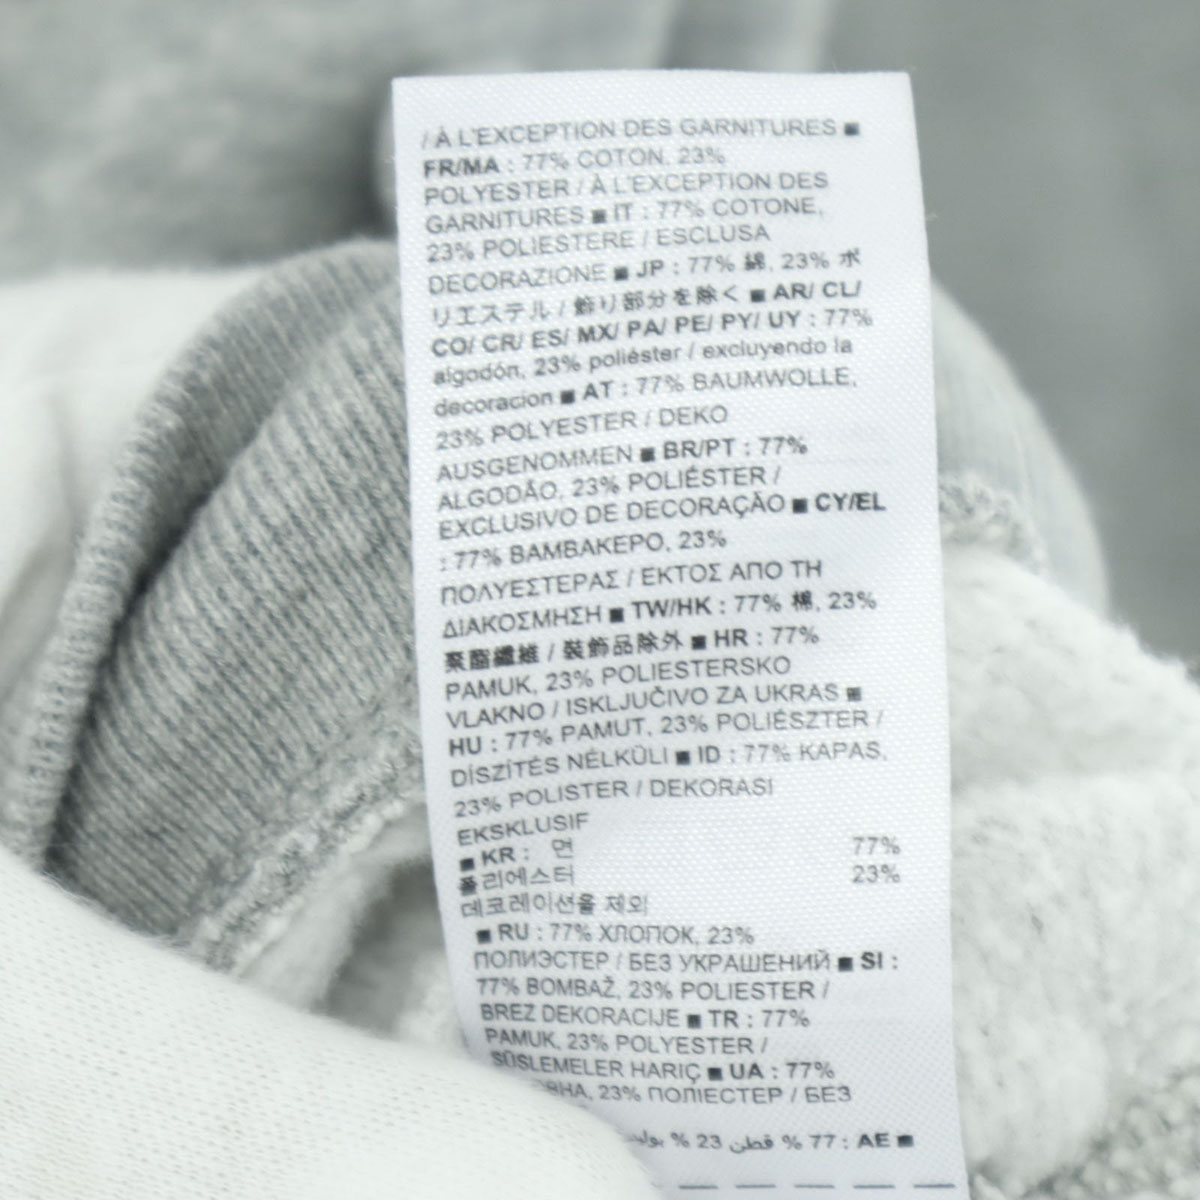 / À L'EXCEPTION DES GARNITURES ■
FR/MA : 77% COTON, 23%
POLYESTER / À L'EXCEPTION DES
GARNITURES ■ IT : 77% COTONE,
23% POLIESTERE / ESCLUSA
DECORAZIONE ■ JP : 77% 綿, 23% ポ
リエステル / 飾り部分を除く ■ AR/ CL/
CO/ CR/ ES/ MX/ PA/ PE/ PY/ UY : 77%
algodón, 23% poliéster / excluyendo la
decoracion ■ AT : 77% BAUMWOLLE,
23% POLYESTER / DEKO
AUSGENOMMEN ■ BR/PT : 77%
ALGODÃO, 23% POLIÉSTER /
EXCLUSIVO DE DECORAÇÃO ■ CY/EL
: 77% ΒΑΜΒΑΚΕΡΟ, 23%
ΠΟΛΥΕΣΤΕΡΑΣ / ΕΚΤΟΣ ΑΠΟ ΤΗ
ΔΙΑΚΟΣΜΗΣΗ ■ TW/HK : 77% 棉, 23%
聚酯纖維 / 裝飾品除外 ■ HR : 77%
PAMUK, 23% POLIESTERSKO
VLAKNO / ISKLJUČIVO ZA UKRAS ■
HU : 77% PAMUT, 23% POLIÉSZTER /
DÍSZÍTÉS NÉLKÜLI ■ ID : 77% KAPAS,
23% POLISTER / DEKORASI
EKSKLUSIF
■ KR : 면 77%
폴리에스터 23%
데코레이션을 제외
■ RU : 77% ХЛОПОК, 23%
ПОЛИЭСТЕР / БЕЗ УКРАШЕНИЙ ■ SI :
77% BOMBAŽ, 23% POLIESTER /
BREZ DEKORACIJE ■ TR : 77%
PAMUK, 23% POLYESTER /
SÜSLEMELER HARIÇ ■ UA : 77%
23% ПОЛІЕСТЕР / БЕЗ
■ AE : 77 % قطن 23 %